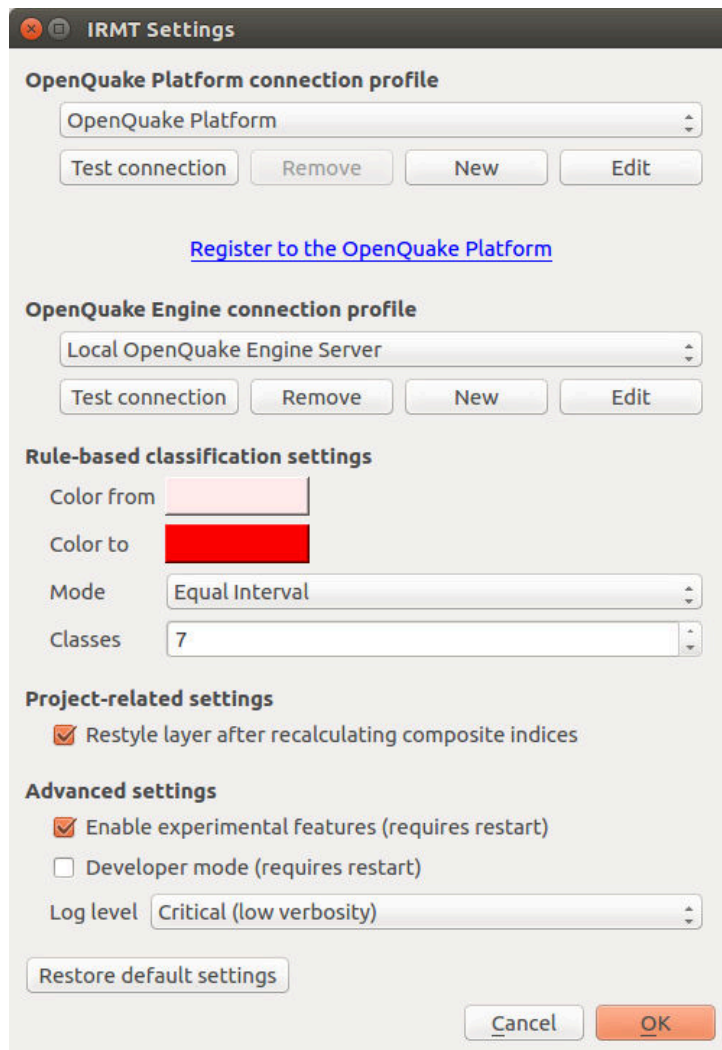 IRMT Settings
OpenQuake Platform connection profile
OpenQuake Platform
Test connection Remove New Edit
Register to the OpenQuake Platform
OpenQuake Engine connection profile
Local OpenQuake Engine Server
Test connection Remove New Edit
Rule-based classification settings
Color from
Color to
Mode Equal Interval
Classes 7
Project-related settings
Restyle layer after recalculating composite indices
Advanced settings
Enable experimental features (requires restart)
Developer mode (requires restart)
Log level Critical (low verbosity)
Restore default settings
Cancel OK